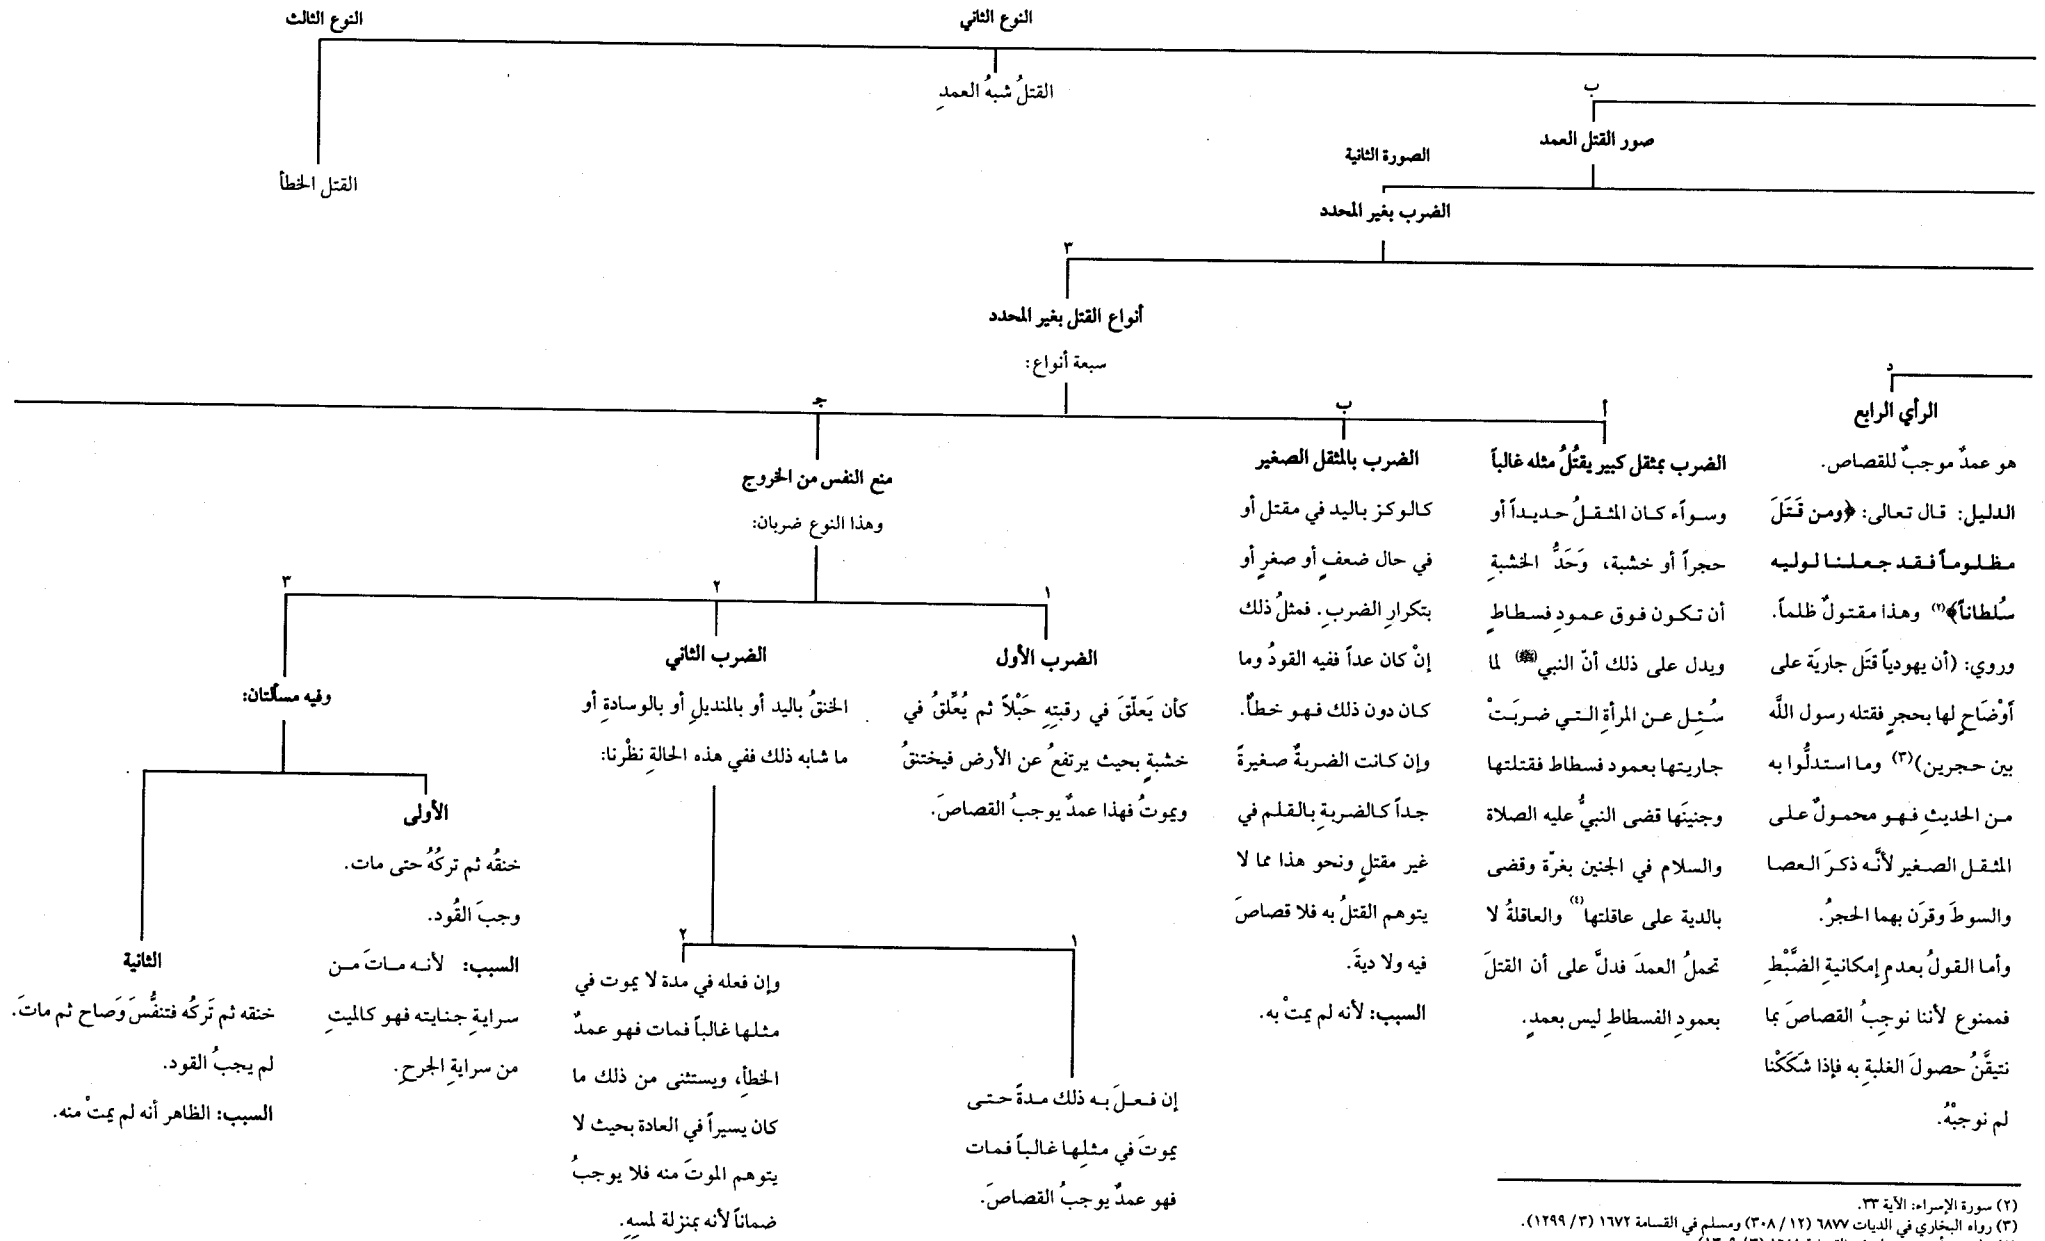 النوع الثاني
النوع الثالث
القتلُ شبهُ العمدِ
القتل الخطأ
ب
صور القتل العمد
الصورة الثانية
الضرب بغير المحدد
٣
أنواع القتل بغير المحدد
سبعة أنواع:
د
الرأي الرابع
هو عمدٌ موجبٌ للقصاص.
الدليل: قال تعالى: ﴿ومن قَتَلَ
مظلوماً فقد جعلنا لوليه
سُلطاناً﴾(٢) وهذا مقتولٌ ظلماً.
وروي: (أن يهودياً قتَل جاريَة على
أوْضَاحٍ لها بحجرٍ فقتله رسول اللَّه
بين حجرين)(٣) وما استدلُّوا به
من الحديثِ فهو محمولٌ على
المثقل الصغير لأنَّه ذكرَ العصا
والسوطَ وقرَن بهما الحجرُ.
وأما القولُ بعدمِ إمكانيةِ الضَّبْطِ
فممنوع لأننا نوجِبُ القصاصَ بما
نتيقَّنُ حصولَ الغلبةِ به فإذا شَكَكْنا
لم نوجبْهُ.
أ
الضرب بمثقل كبير يقتُلُ مثله غالباً
وسوآء كان المثقلُ حديداً أو
حجراً أو خشبة، وَحَدُّ الخشبةِ
أن تكون فوق عمودِ فسطاطٍ
ويدل على ذلك أنّ النبي(ﷺ) لما
سُئِل عن المرأةِ التي ضربَتْ
جاريتها بعمود فسطاط فقتلتها
وجنينَها قضى النبيُّ عليه الصلاة
والسلام في الجنين بغرّة وقضى
بالدية على عاقلتها(٤) والعاقلةُ لا
تحملُ العمدَ فدلَّ على أن القتلَ
بعمودِ الفسطاطِ ليس بعمدٍ.
ب
الضرب بالمثقل الصغير
كالوكز باليد في مقتل أو
في حال ضعفٍ أو صغرٍ أو
بتكرارِ الضربِ. فمثلُ ذلك
إنْ كان عداً ففيه القودُ وما
كان دون ذلك فهو خطأٌ.
وإن كانت الضربةٌ صغيرةً
جداً كالضربةِ بالقلم في
غير مقتلٍ ونحو هذا مما لا
يتوهم القتلُ به فلا قصاصَ
فيه ولا ديةَ.
السبب: لأنه لم يمتْ به.
جـ
منع النفس من الخروج
وهذا النوع ضربان:
١
الضرب الأول
كأن يَعلّقَ في رقبتِهِ حَبْلاً ثم يُعُلِّقُ في
خشبةٍ بحيث يرتفعُ عن الأرض فيختنقُ
ويموتُ فهذا عمدٌ يوجبُ القصاصَ.
٢
الضرب الثاني
الخنقُ باليد أو بالمنديلِ أو بالوسادةِ أو
ما شابه ذلك ففي هذه الحالةِ نظْرنا:
١
إن فعلَ به ذلك مدةً حتى
يموتَ في مثلِها غالباً فمات
فهو عمدٌ يوجبُ القصاصَ.
٢
وإن فعله في مدة لا يموت في
مثلها غالباً فمات فهو عمدٌ
الخطأِ، ويستثنى من ذلك ما
كان يسيراً في العادة بحيث لا
يتوهم الموتَ منه فلا يوجبُ
ضماناً لأنه بمنزلة لمسِهِ.
٣
وفيه مسألتان:
الأولى
خنقُه ثم تركُهُ حتى مات.
وجبَ القُود.
السبب: لأنه ماتَ من
سرايةِ جنايته فهو كالميتِ
من سرايةِ الجرحِ.
الثانية
خنقه ثم تَركُه فتنفُّسَ وَصاح ثم ماتَ.
لم يجبُ القود.
السبب: الظاهر أنه لم يمتْ منه.
(٢) سورة الإسراء: الآية ٣٣.
(٣) رواه البخاري في الديات ٦٨٧٧ (١٢/ ٣٠٨) ومسلم في القسامة ١٦٧٢ (٣/ ١٢٩٩).